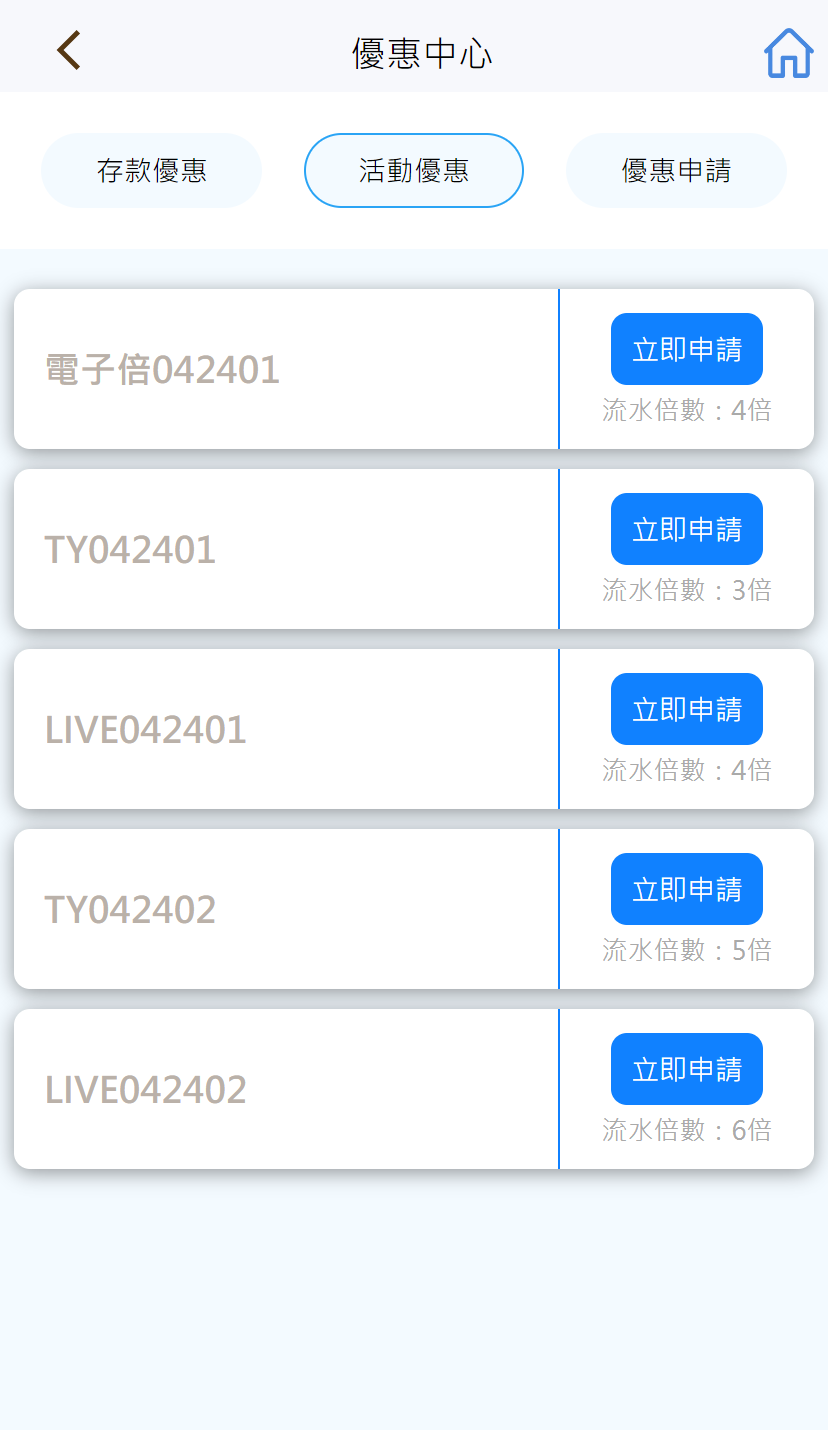 優惠中心
存款優惠 活動優惠 優惠申請
電子倍042401
立即申請
流水倍數：4倍
TY042401
立即申請
流水倍數：3倍
LIVE042401
立即申請
流水倍數：4倍
TY042402
立即申請
流水倍數：5倍
LIVE042402
立即申請
流水倍數：6倍